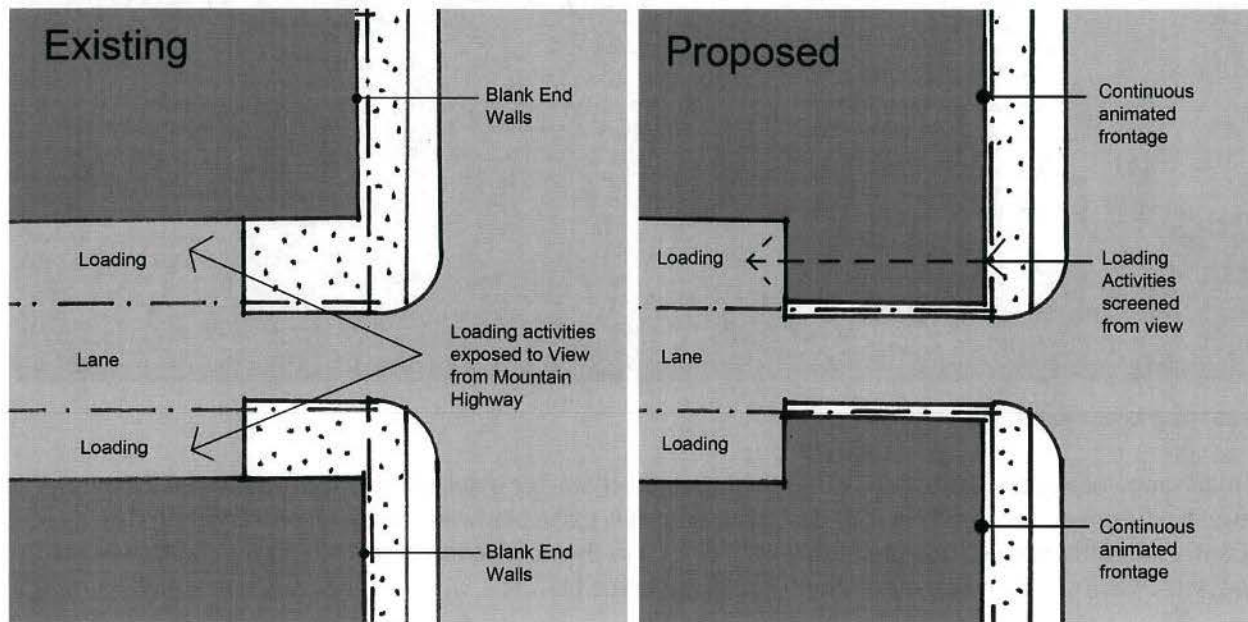 Existing
Blank End
Walls
Loading
Loading activities
exposed to View
from Mountain
Highway
Lane
Loading
Blank End
Walls
Proposed
Continuous
animated
frontage
Loading
Loading
Activities
screened
from view
Lane
Loading
Continuous
animated
frontage